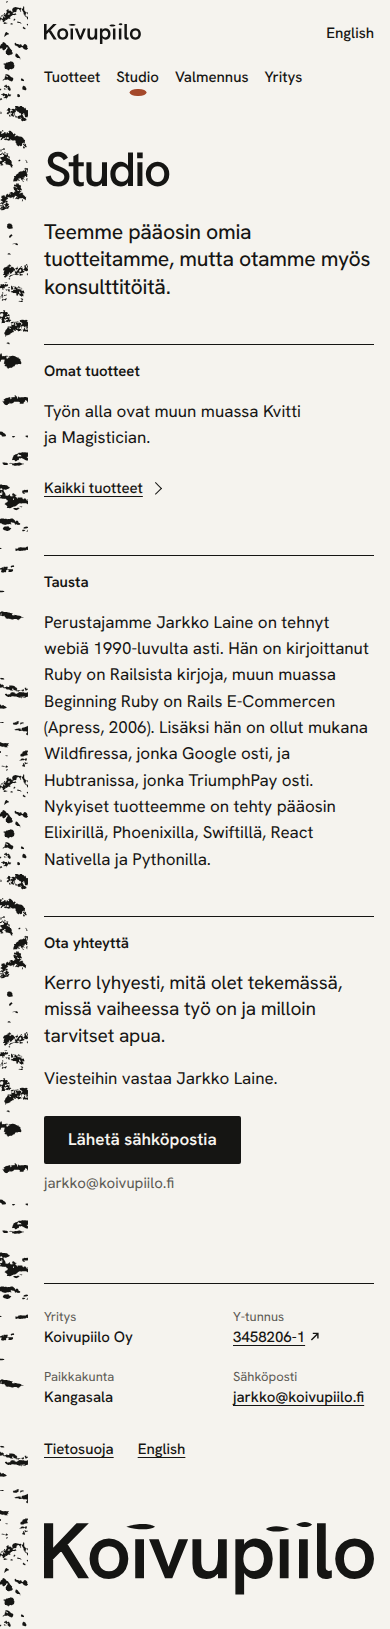 Koivupiilo
English
Tuotteet Studio Valmennus Yritys
Studio
Teemme pääosin omia
tuotteitamme, mutta otamme myös
konsulttitöitä.
Omat tuotteet
Työn alla ovat muun muassa Kvitti
ja Magistician.
Kaikki tuotteet
Tausta
Perustajamme Jarkko Laine on tehnyt
webiä 1990-luvulta asti. Hän on kirjoittanut
Ruby on Railsista kirjoja, muun muassa
Beginning Ruby on Rails E-Commercen
(Apress, 2006). Lisäksi hän on ollut mukana
Wildfiressa, jonka Google osti, ja
Hubtranissa, jonka TriumphPay osti.
Nykyiset tuotteemme on tehty pääosin
Elixirillä, Phoenixilla, Swiftillä, React
Nativella ja Pythonilla.
Ota yhteyttä
Kerro lyhyesti, mitä olet tekemässä,
missä vaiheessa työ on ja milloin
tarvitset apua.
Viesteihin vastaa Jarkko Laine.
Lähetä sähköpostia
jarkko@koivupiilo.fi
Yritys
Koivupiilo Oy
Y-tunnus
3458206-1 ↗
Paikkakunta
Kangasala
Sähköposti
jarkko@koivupiilo.fi
Tietosuoja English
Koivupiilo